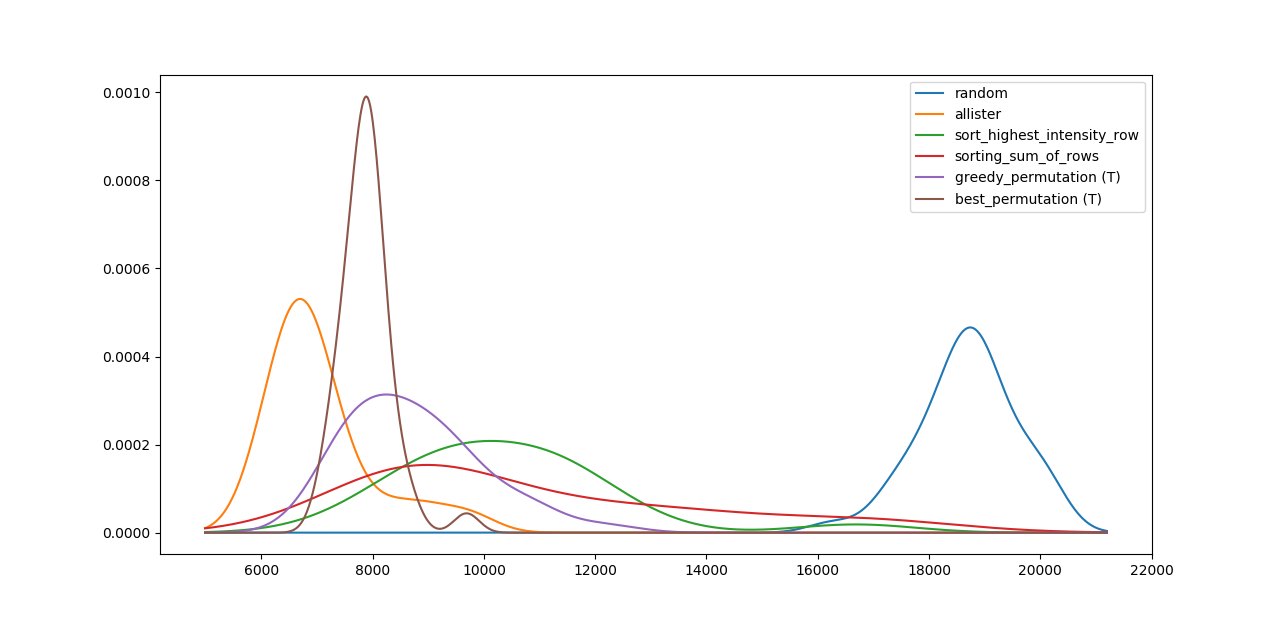 0.0010
0.0008
0.0006
0.0004
0.0002
0.0000
random
allister
sort_highest_intensity_row
sorting_sum_of_rows
greedy_permutation (T)
best_permutation (T)
6000 8000 10000 12000 14000 16000 18000 20000 22000